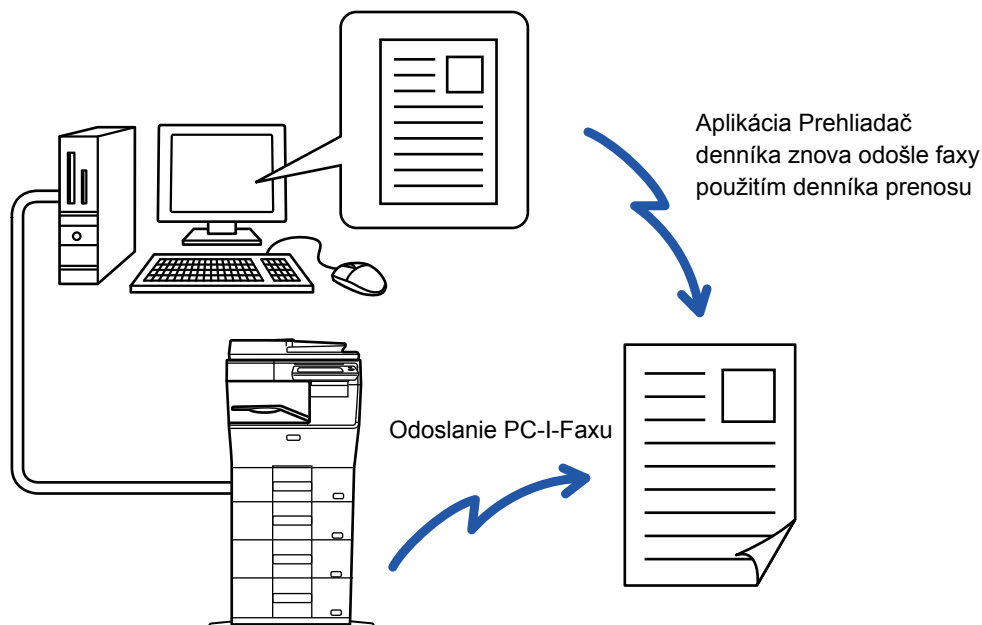 Aplikácia Prehliadač
denníka znova odošle faxy
použitím denníka prenosu
Odoslanie PC-I-Faxu